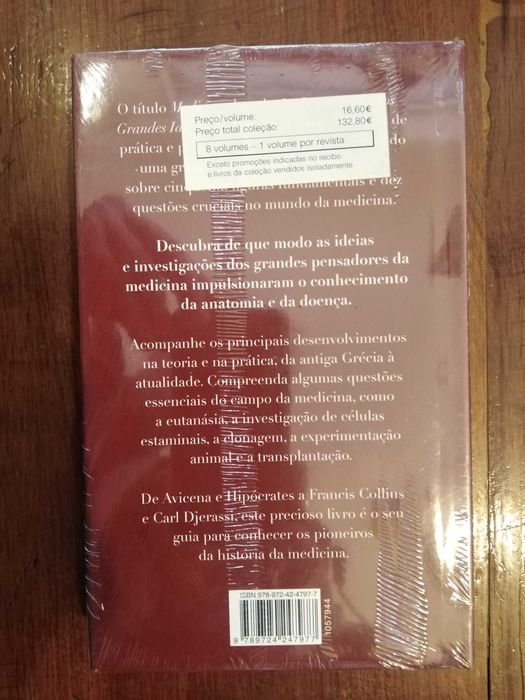 O título
Preço/volume: 16,60€
Preço total coleção: 132,80€
8 volumes – 1 volume por revista
Exceto promoções indicadas no recibo
e livros da coleção vendidos isoladamente
Grandes
de
prática e
uma
sobre
questões cruciais no mundo da medicina.
Descubra de que modo as ideias
e investigações dos grandes pensadores da
medicina impulsionaram o conhecimento
da anatomia e da doença.
Acompanhe os principais desenvolvimentos
na teoria e na prática, da antiga Grécia à
atualidade. Compreenda algumas questões
essenciais do campo da medicina, como
a eutanásia, a investigação de células
estaminais, a clonagem, a experimentação
animal e a transplantação.
De Avicena e Hipócrates a Francis Collins
e Carl Djerassi, este precioso livro é o seu
guia para conhecer os pioneiros
da história da medicina.
ISBN 978-972-42-4797-7
9 789724 247977
1057944